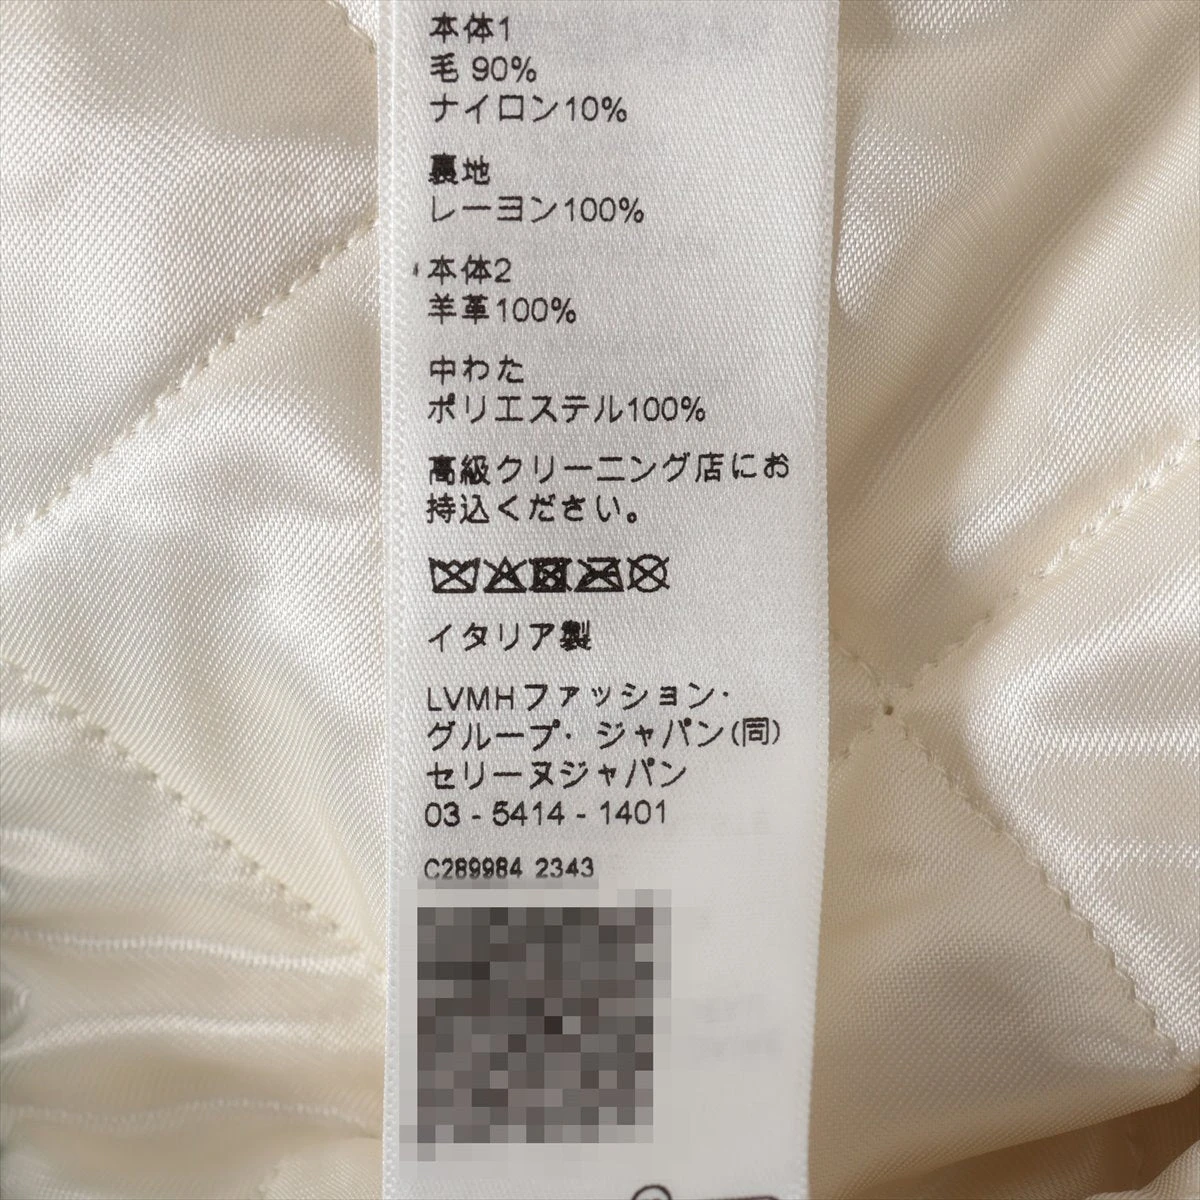 本体1
毛 90%
ナイロン10%
裏地
レーヨン100%
本体2
羊革100%
中わた
ポリエステル100%
高級クリーニング店にお
持込ください。
イタリア製
LVMHファッション·
グループ· ジャパン(同)
セリーヌジャパン
03 - 5414 - 1401
C289984 2343